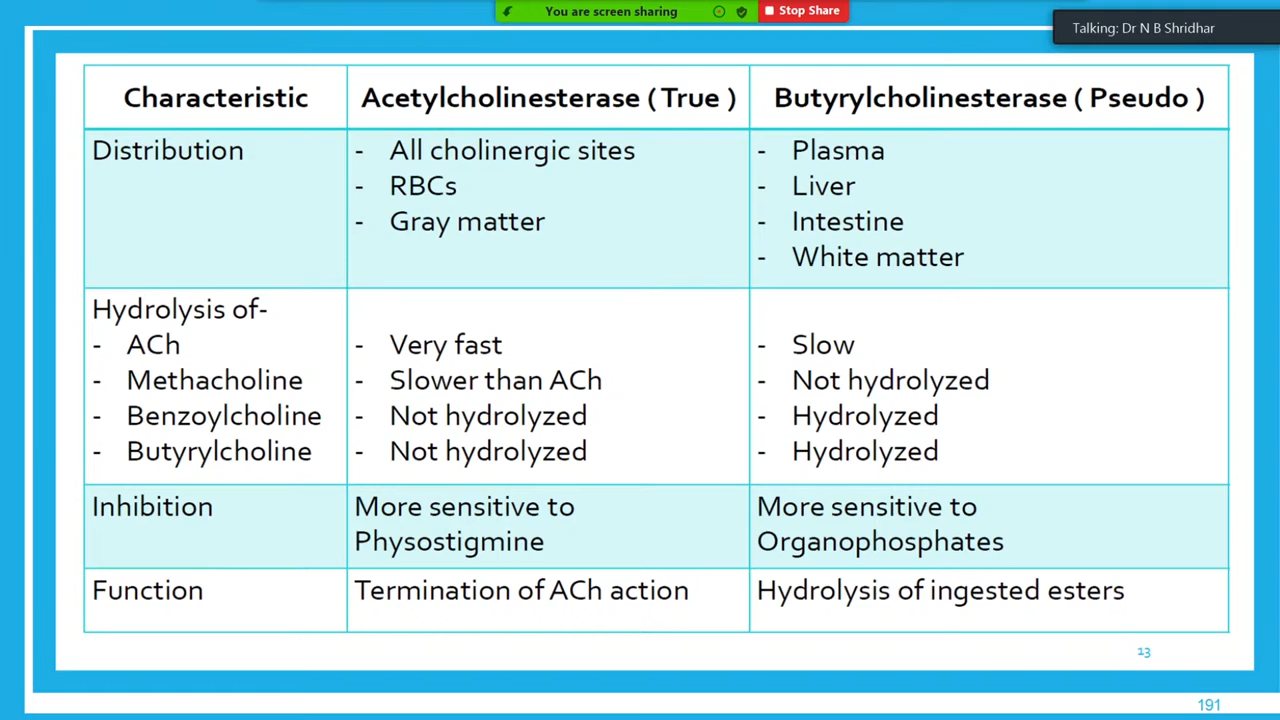 You are screen sharing
Stop Share
Talking: Dr N B Shridhar
Characteristic
Acetylcholinesterase ( True )
Butyrylcholinesterase ( Pseudo )
Distribution
- All cholinergic sites
- RBCs
- Gray matter
- Plasma
- Liver
- Intestine
- White matter
Hydrolysis of-
- ACh
- Methacholine
- Benzoylcholine
- Butyrylcholine
- Very fast
- Slower than ACh
- Not hydrolyzed
- Not hydrolyzed
- Slow
- Not hydrolyzed
- Hydrolyzed
- Hydrolyzed
Inhibition
More sensitive to
Physostigmine
More sensitive to
Organophosphates
Function
Termination of ACh action
Hydrolysis of ingested esters
13
191